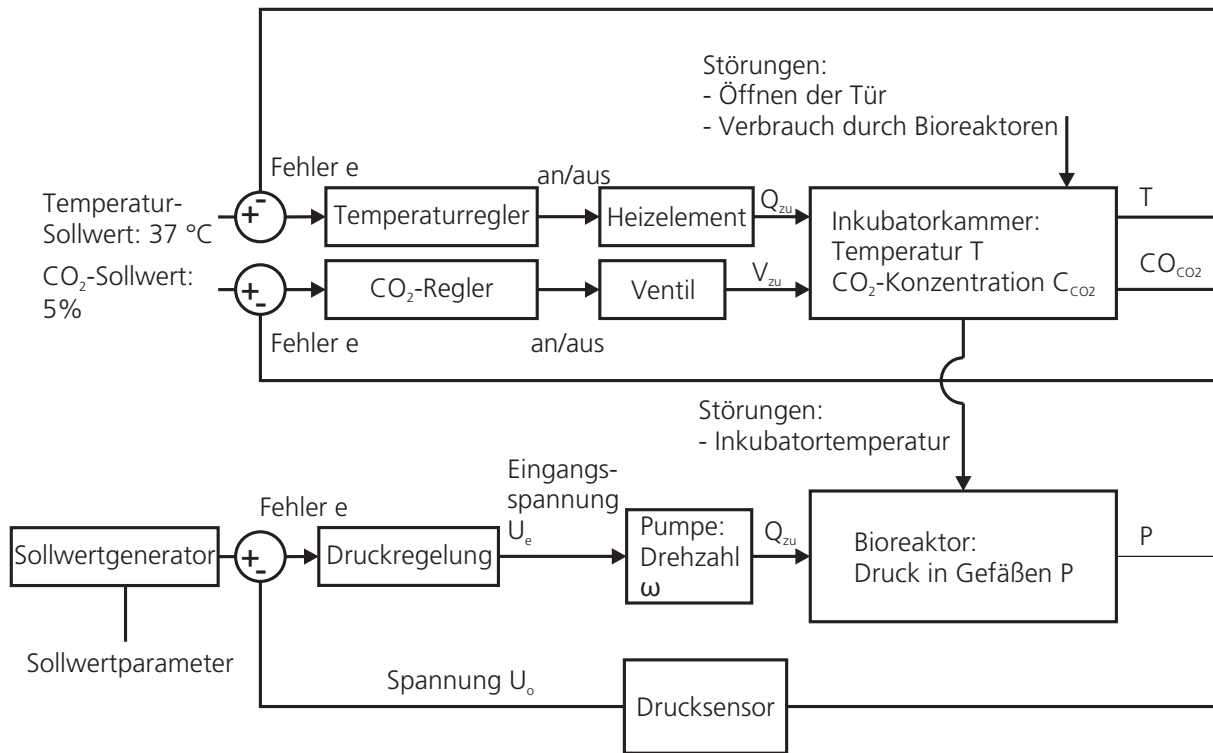 Störungen:
- Öffnen der Tür
- Verbrauch durch Bioreaktoren
Fehler e
an/aus
Temperatur-
Sollwert: 37 °C
+
-
Temperaturregler
Heizelement
Q_zu
Inkubatorkammer:
Temperatur T
CO₂-Konzentration C_CO2
T
CO₂-Sollwert:
5%
+
-
CO₂-Regler
Ventil
V_zu
CO_CO2
Fehler e
an/aus
Störungen:
- Inkubatortemperatur
Eingangs-
spannung
U_e
Fehler e
Sollwertgenerator
+
-
Druckregelung
Pumpe:
Drehzahl
ω
Q_zu
Bioreaktor:
Druck in Gefäßen P
P
Sollwertparameter
Spannung U_o
Drucksensor